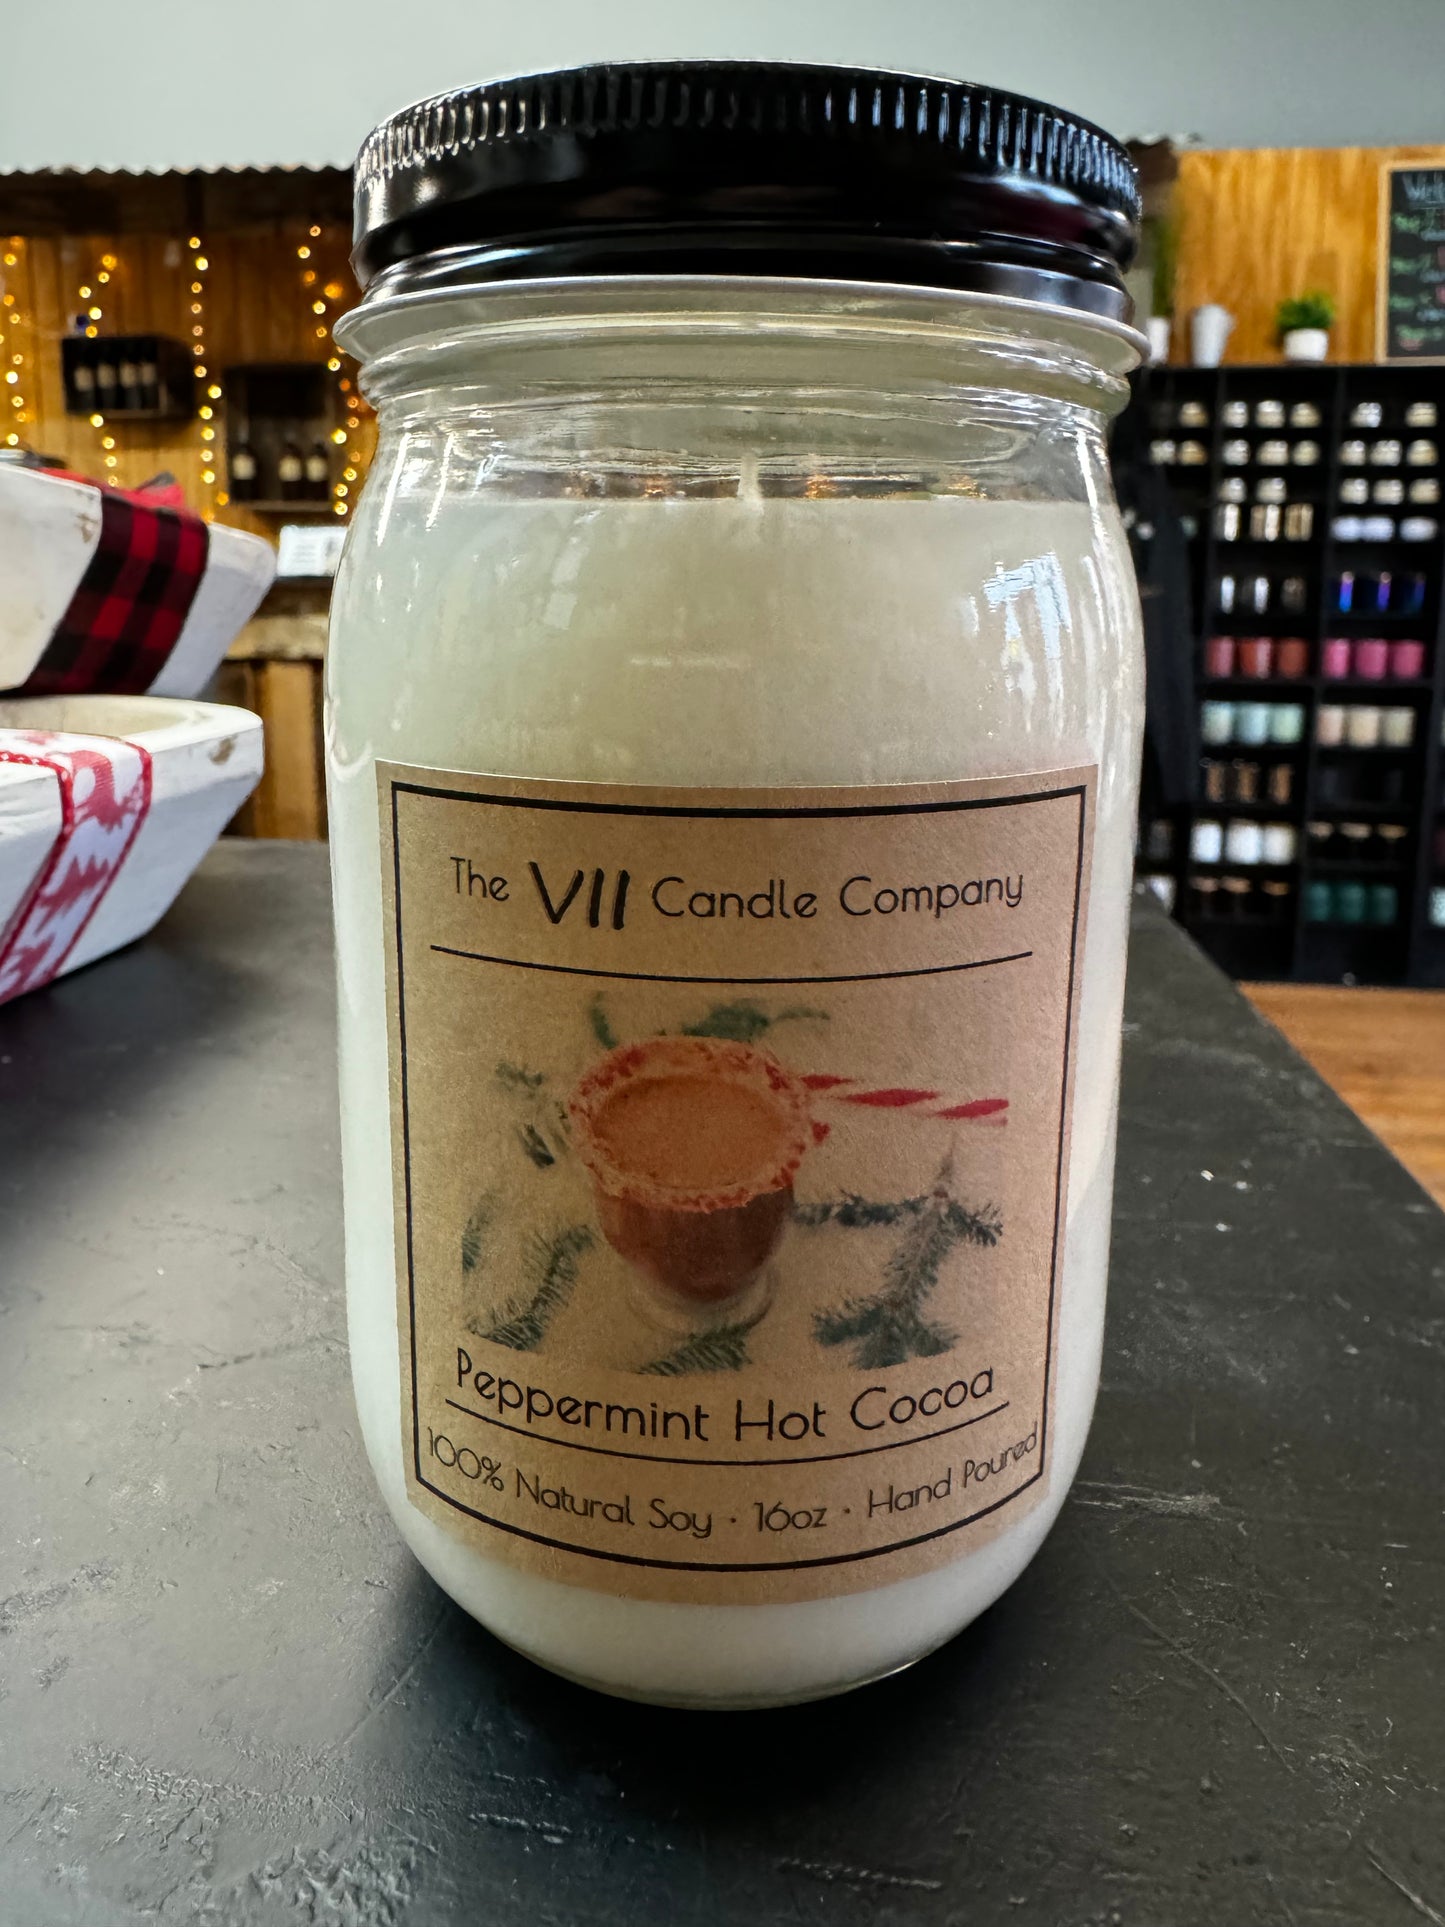 The VII Candle Company
Peppermint Hot Cocoa
100% Natural Soy · 16oz · Hand Poured